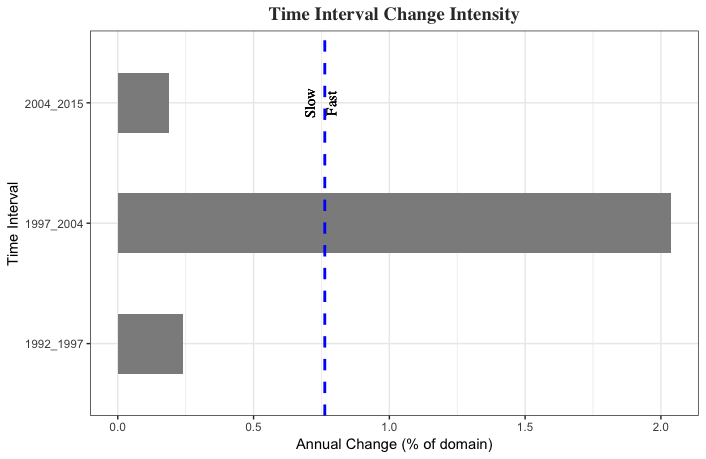 Time Interval Change Intensity
Time Interval
2004_2015
1997_2004
1992_1997
Slow
Fast
0.0
0.5
1.0
1.5
2.0
Annual Change (% of domain)